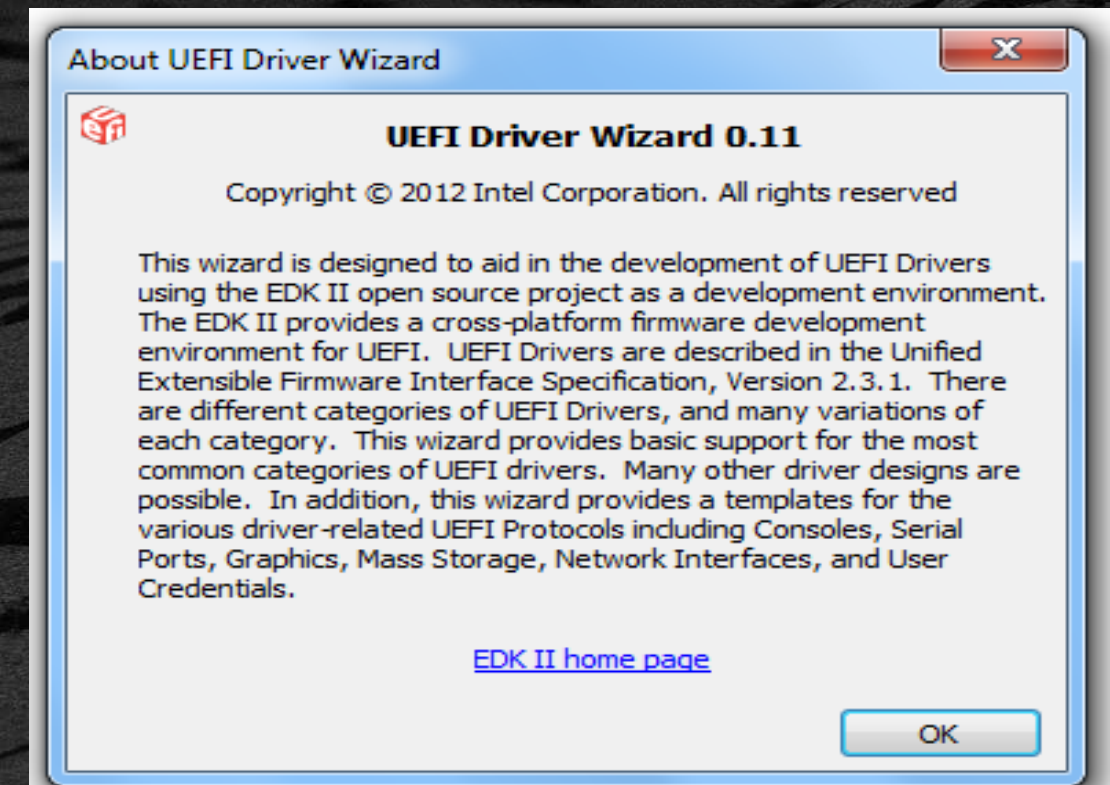 About UEFI Driver Wizard
UEFI Driver Wizard 0.11
Copyright © 2012 Intel Corporation. All rights reserved
This wizard is designed to aid in the development of UEFI Drivers
using the EDK II open source project as a development environment.
The EDK II provides a cross-platform firmware development
environment for UEFI.  UEFI Drivers are described in the Unified
Extensible Firmware Interface Specification, Version 2.3.1.  There
are different categories of UEFI Drivers, and many variations of
each category.  This wizard provides basic support for the most
common categories of UEFI drivers.  Many other driver designs are
possible.  In addition, this wizard provides a templates for the
various driver-related UEFI Protocols including Consoles, Serial
Ports, Graphics, Mass Storage, Network Interfaces, and User
Credentials.
EDK II home page
OK